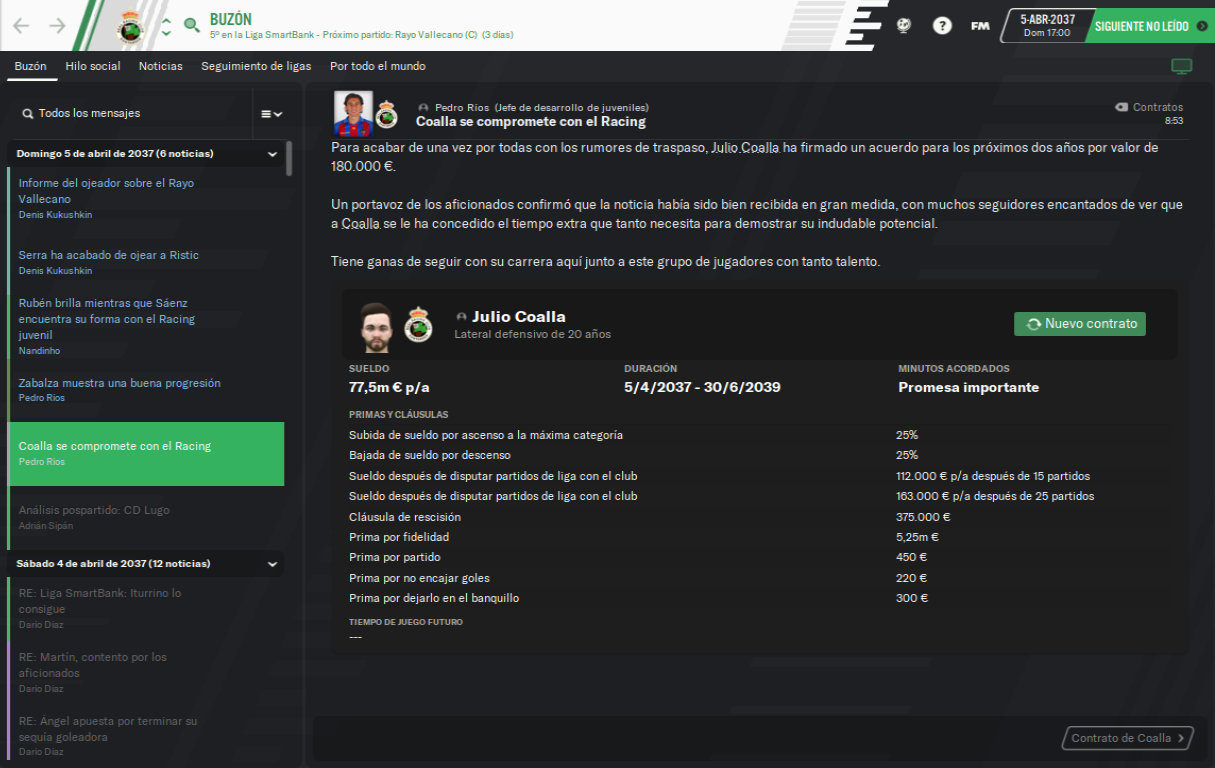 BUZÓN
5º en la Liga SmartBank - Próximo partido: Rayo Vallecano (C) (3 días)
?
FM
5-ABR-2037
Dom 17:00
SIGUIENTE NO LEÍDO
Buzón
Hilo social
Noticias
Seguimiento de ligas
Por todo el mundo
Todos los mensajes
Domingo 5 de abril de 2037 (6 noticias)
Informe del ojeador sobre el Rayo
Vallecano
Denis Kukushkin
Serra ha acabado de ojear a Ristic
Denis Kukushkin
Rubén brilla mientras que Sáenz
encuentra su forma con el Racing
juvenil
Nandinho
Zabalza muestra una buena progresión
Pedro Ríos
Coalla se compromete con el Racing
Pedro Ríos
Análisis pospartido: CD Lugo
Adrián Sipán
Sábado 4 de abril de 2037 (12 noticias)
RE: Liga SmartBank: Iturrino lo
consigue
Darío Díaz
RE: Martín, contento por los
aficionados
Darío Díaz
RE: Ángel apuesta por terminar su
sequía goleadora
Darío Díaz
Pedro Ríos (Jefe de desarrollo de juveniles)
Coalla se compromete con el Racing
Contratos
8:53
Para acabar de una vez por todas con los rumores de traspaso, Julio Coalla ha firmado un acuerdo para los próximos dos años por valor de
180.000 €.
Un portavoz de los aficionados confirmó que la noticia había sido bien recibida en gran medida, con muchos seguidores encantados de ver que
a Coalla se le ha concedido el tiempo extra que tanto necesita para demostrar su indudable potencial.
Tiene ganas de seguir con su carrera aquí junto a este grupo de jugadores con tanto talento.
Julio Coalla
Lateral defensivo de 20 años
Nuevo contrato
SUELDO
DURACIÓN
MINUTOS ACORDADOS
77,5m € p/a
5/4/2037 - 30/6/2039
Promesa importante
PRIMAS Y CLÁUSULAS
Subida de sueldo por ascenso a la máxima categoría 25%
Bajada de sueldo por descenso 25%
Sueldo después de disputar partidos de liga con el club 112.000 € p/a después de 15 partidos
Sueldo después de disputar partidos de liga con el club 163.000 € p/a después de 25 partidos
Cláusula de rescisión 375.000 €
Prima por fidelidad 5,25m €
Prima por partido 450 €
Prima por no encajar goles 220 €
Prima por dejarlo en el banquillo 300 €
TIEMPO DE JUEGO FUTURO
---
Contrato de Coalla